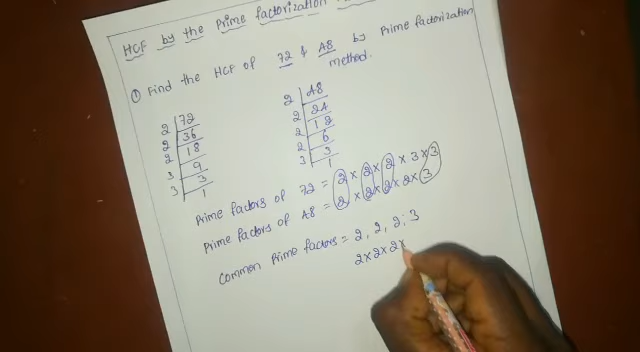 HCF by the Prime factorization
① Find the HCF of 72 & 48 by Prime factorization
method.
2 | 72
2 | 36
2 | 18
3 | 9
3 | 3
1
2 | 48
2 | 24
2 | 12
2 | 6
3 | 3
1
Prime factors of 72 = 2 × 2 × 2 × 3 × 3
Prime factors of 48 = 2 × 2 × 2 × 2 × 3
Common Prime factors = 2, 2, 2, 3
2×2×2×